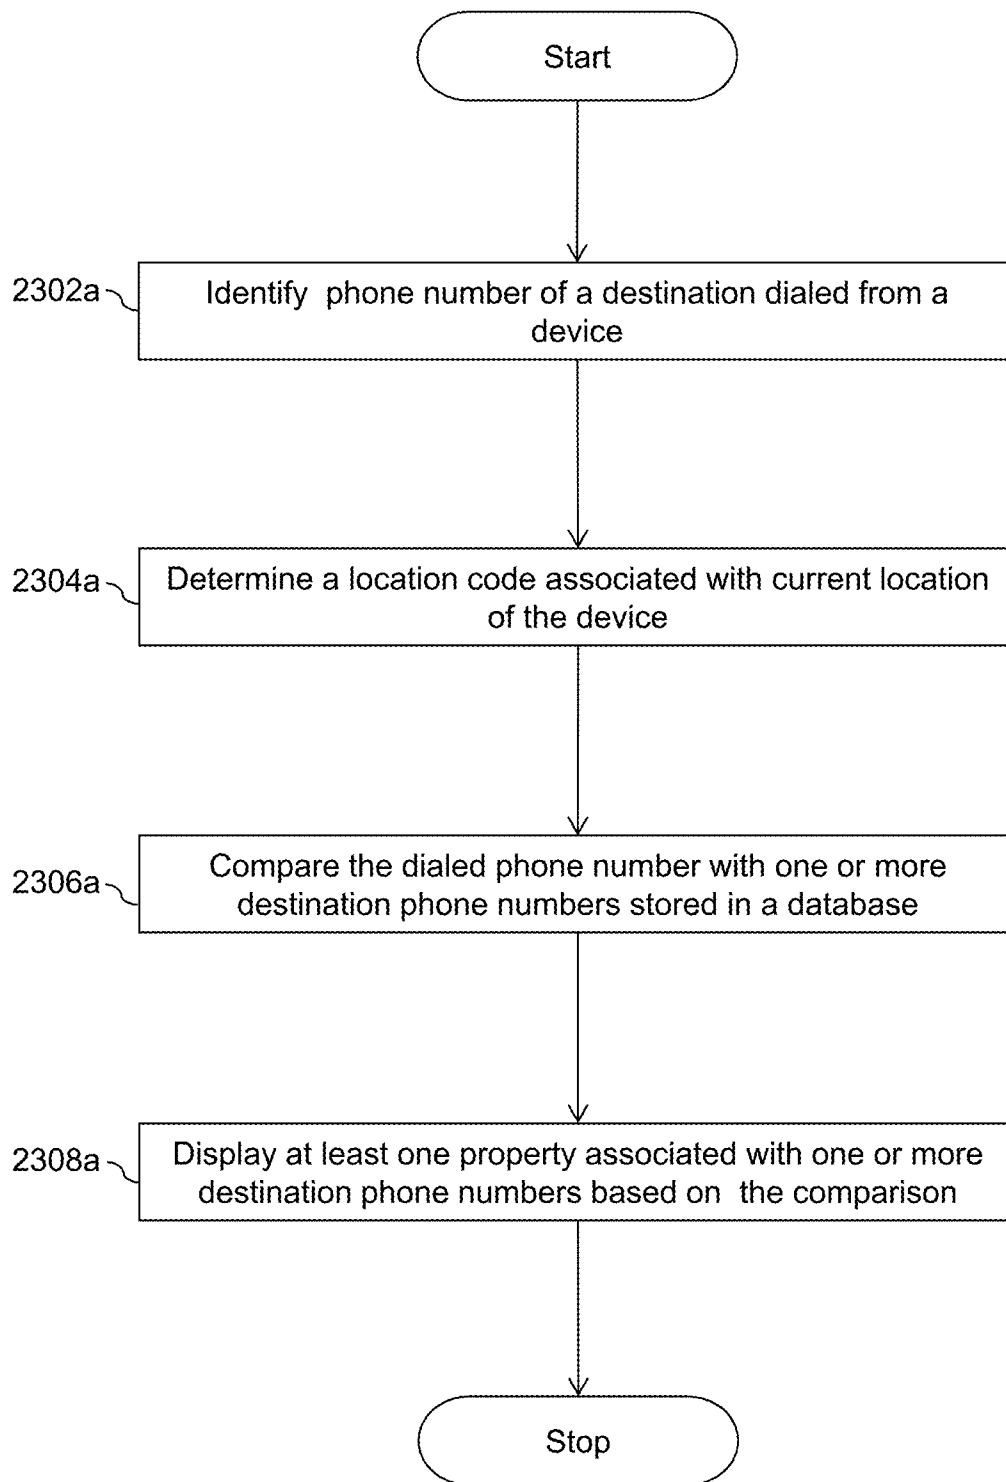 Start
2302a
Identify phone number of a destination dialed from a
device
2304a
Determine a location code associated with current location
of the device
2306a
Compare the dialed phone number with one or more
destination phone numbers stored in a database
2308a
Display at least one property associated with one or more
destination phone numbers based on the comparison
Stop